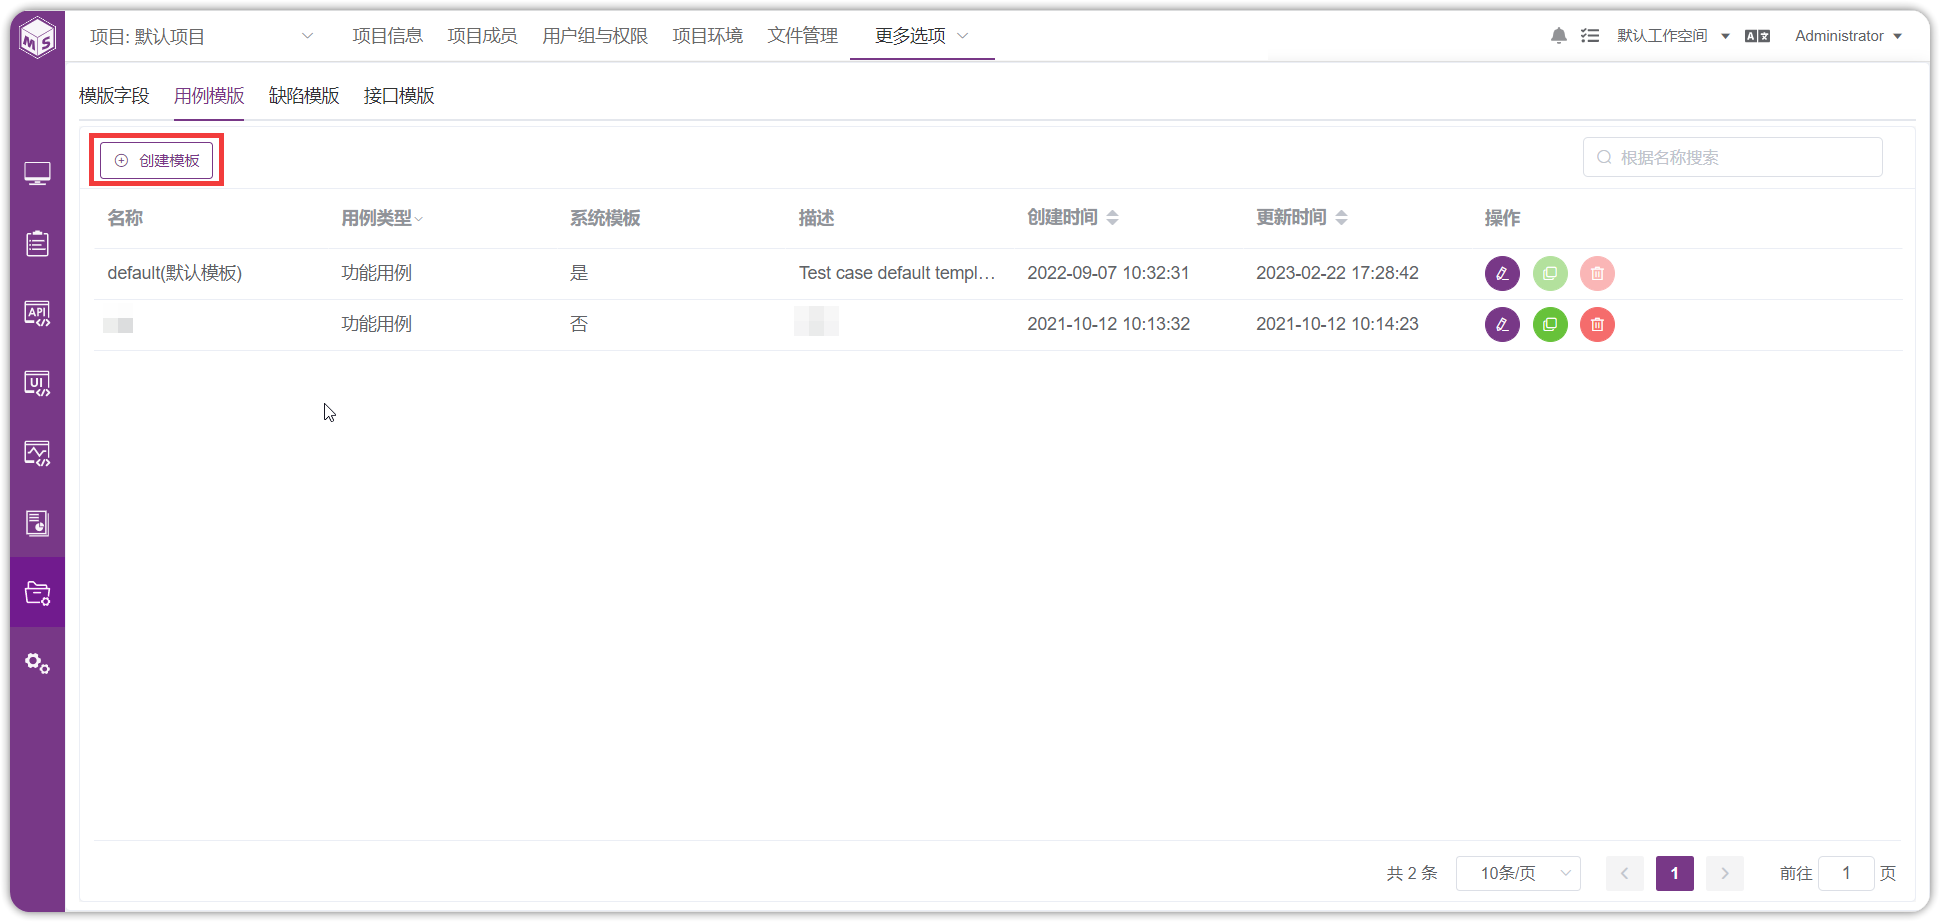 MS
项目: 默认项目 项目信息 项目成员 用户组与权限 项目环境 文件管理 更多选项 默认工作空间 A文 Administrator
模版字段 用例模版 缺陷模版 接口模版
创建模板 根据名称搜索
名称 用例类型 系统模板 描述 创建时间 更新时间 操作
default(默认模板) 功能用例 是 Test case default templ... 2022-09-07 10:32:31 2023-02-22 17:28:42
功能用例 否 2021-10-12 10:13:32 2021-10-12 10:14:23
API
UI
共 2 条 10条/页 1 前往 1 页